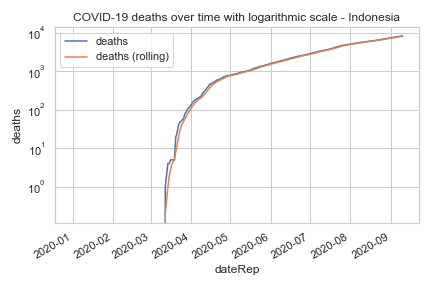 COVID-19 deaths over time with logarithmic scale - Indonesia
deaths
deaths (rolling)
10⁴
10³
10²
10¹
10⁰
deaths
2020-01
2020-02
2020-03
2020-04
2020-05
2020-06
2020-07
2020-08
2020-09
dateRep